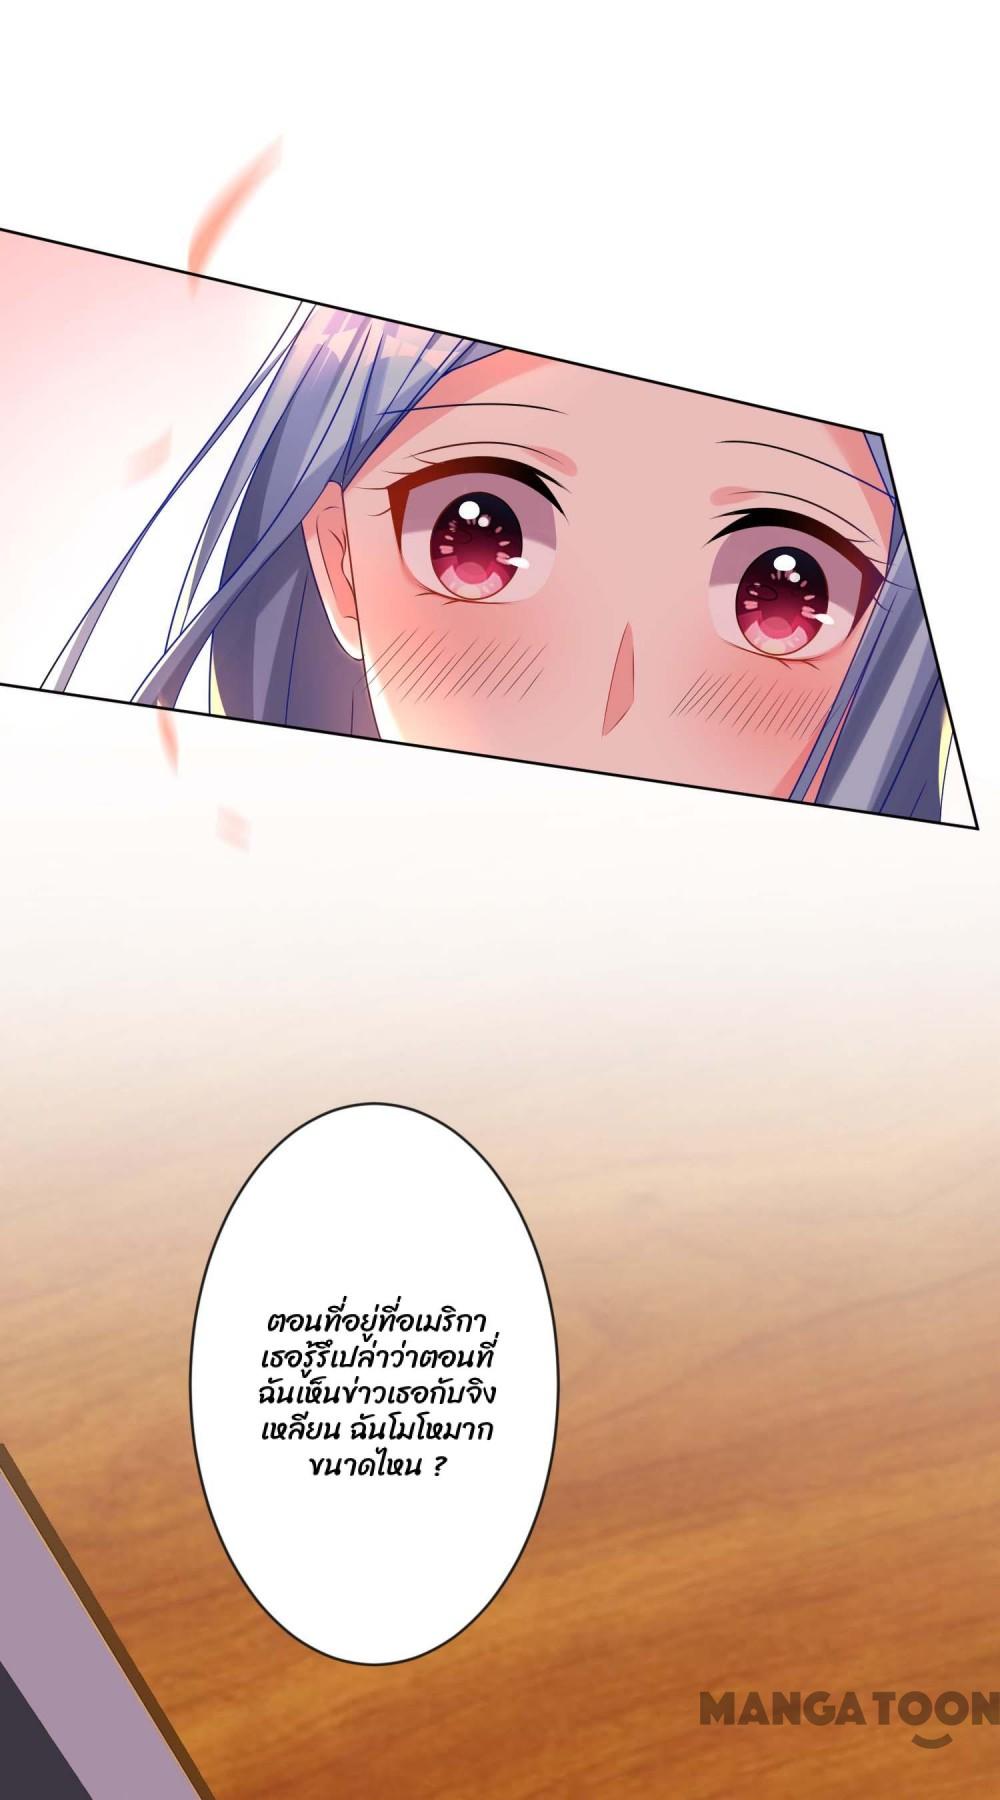 ตอนที่อยู่ที่อเมริกา
เธอรู้รึเปล่าว่าตอนที่
ฉันเห็นข่าวเธอกับจิง
เหลียน ฉันโมโหมาก
ขนาดไหน ?
MANGATOON